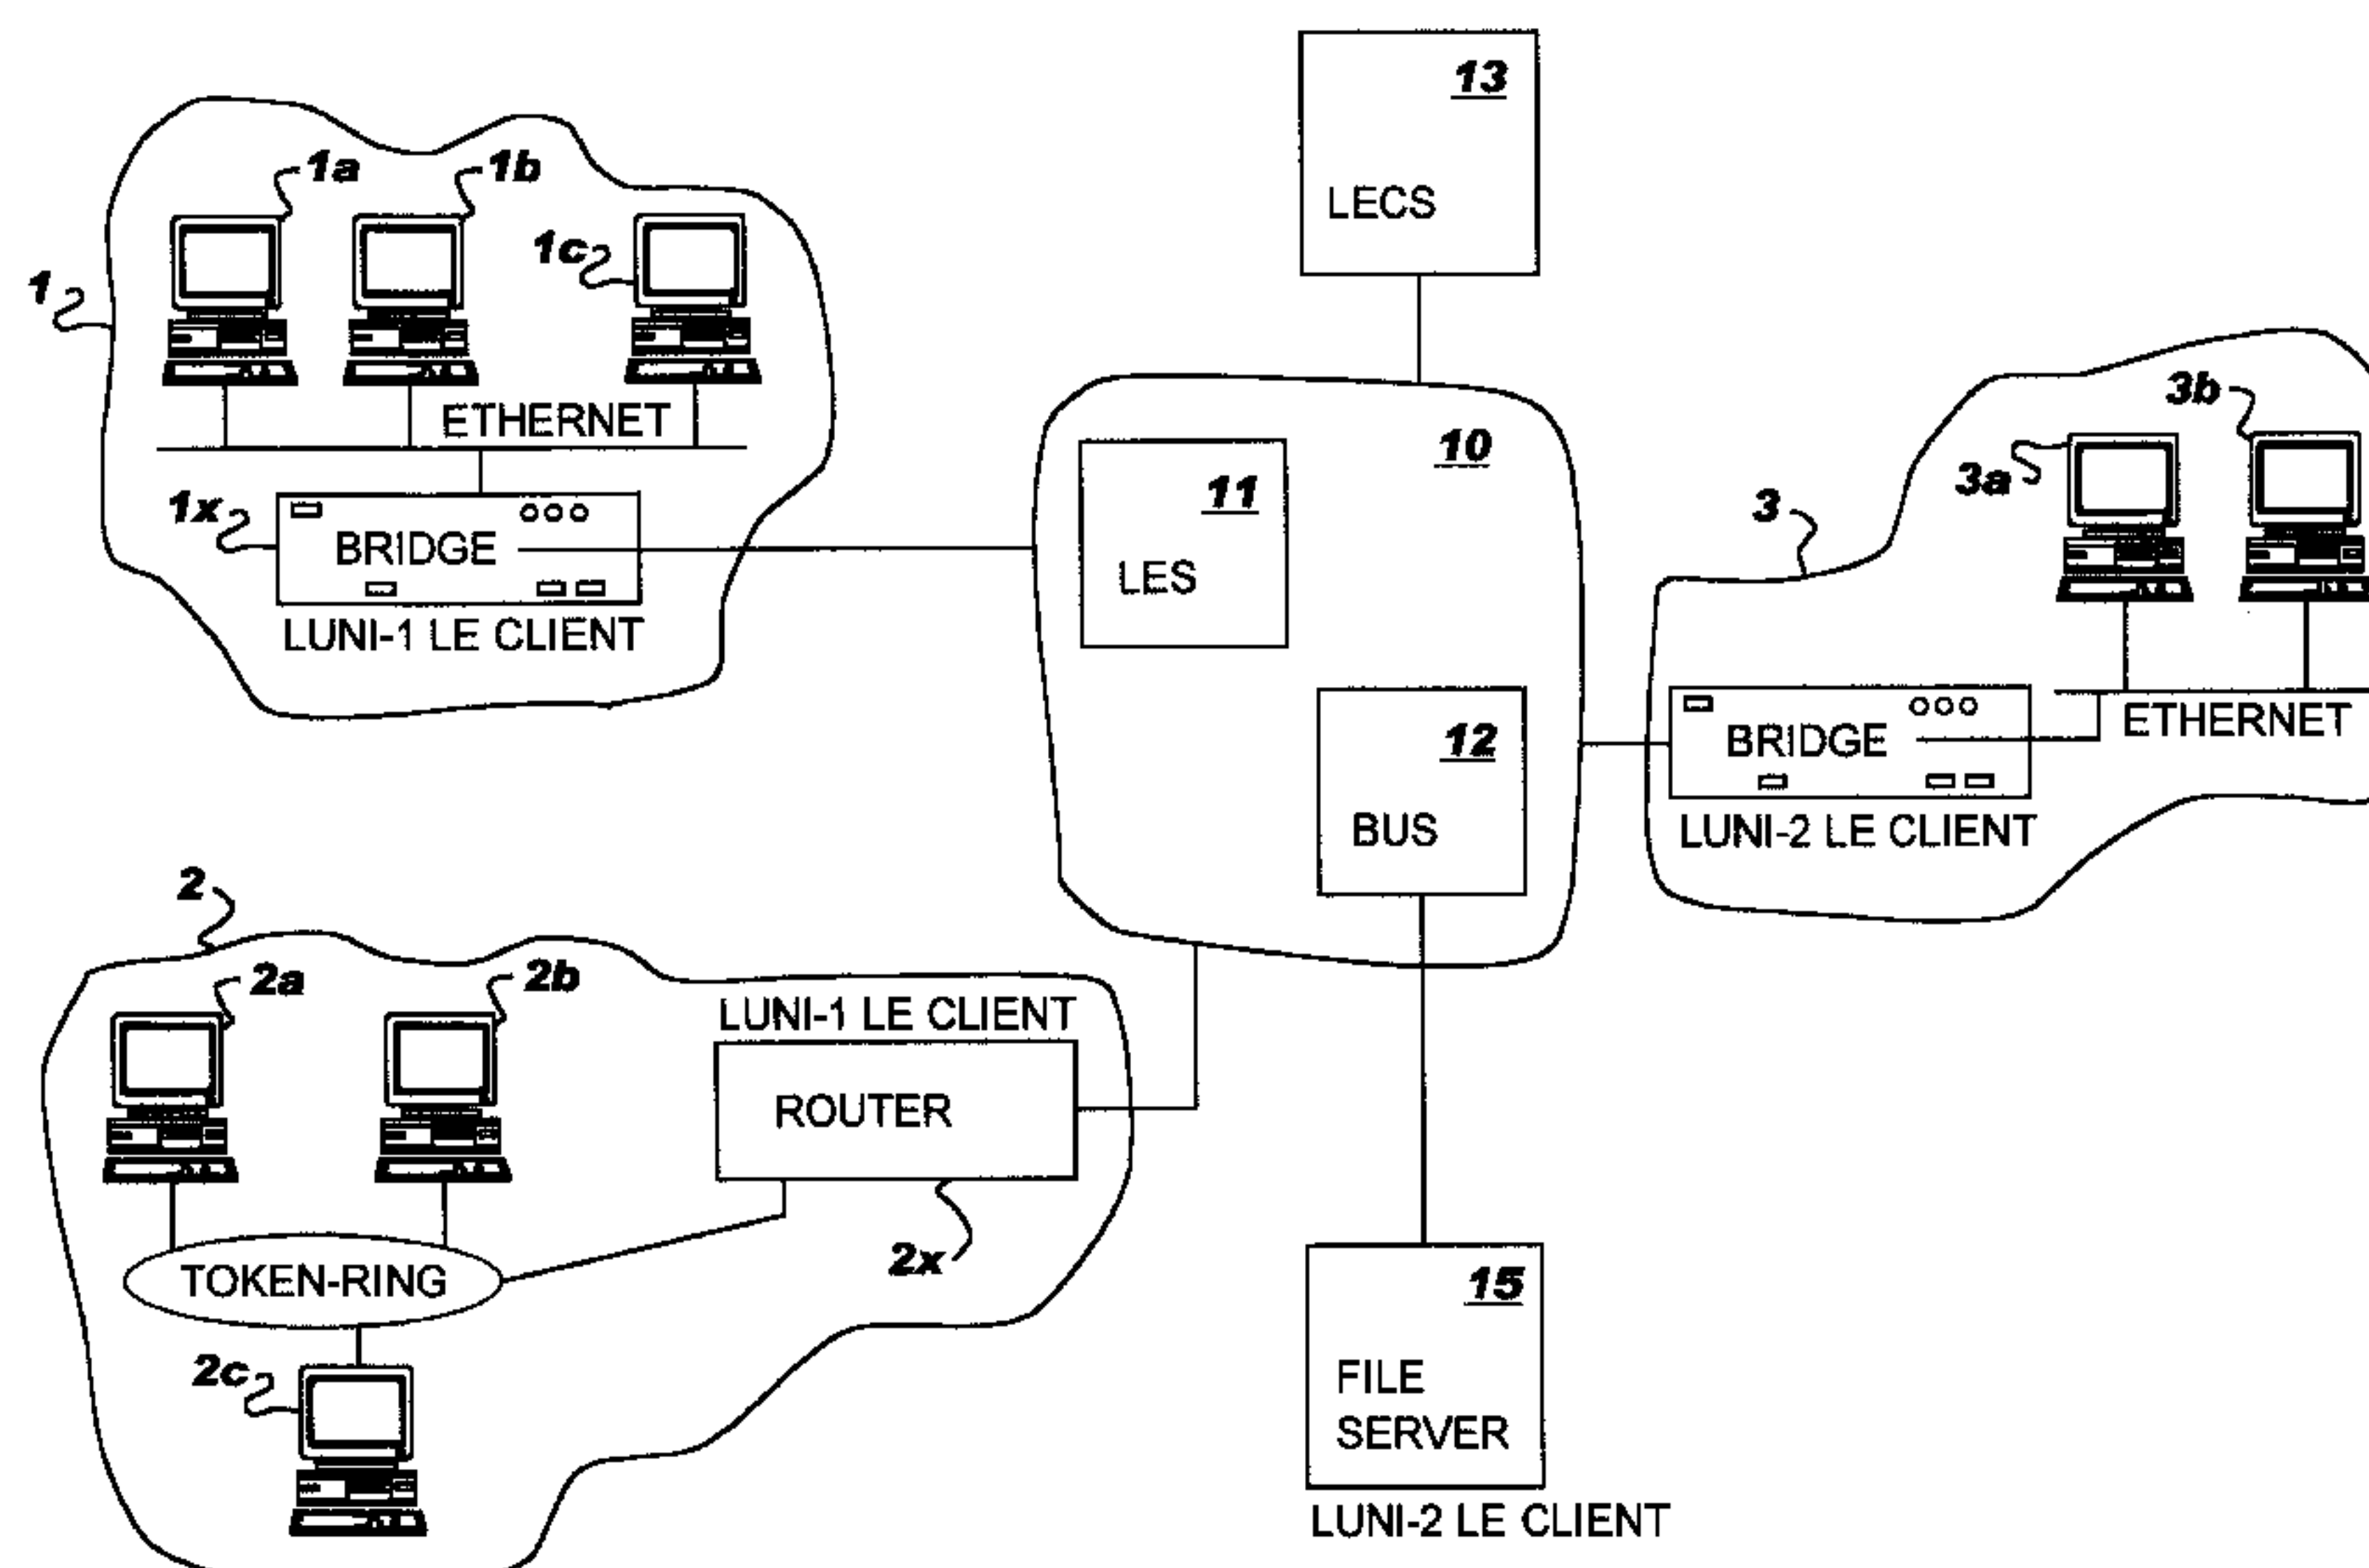 13
LECS
1a
1b
1c
1
ETHERNET
1x
BRIDGE
LUNI-1 LE CLIENT
10
11
LES
12
BUS
3b
3a
3
BRIDGE
ETHERNET
LUNI-2 LE CLIENT
2
2a
2b
LUNI-1 LE CLIENT
ROUTER
2x
TOKEN-RING
2c
15
FILE
SERVER
LUNI-2 LE CLIENT